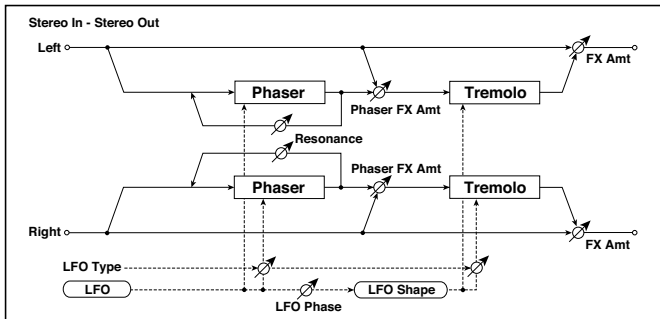 Stereo In - Stereo Out
Left
FX Amt
Phaser
Tremolo
Phaser FX Amt
Resonance
Phaser FX Amt
Phaser
Tremolo
Right
FX Amt
LFO Type
LFO
LFO Phase
LFO Shape